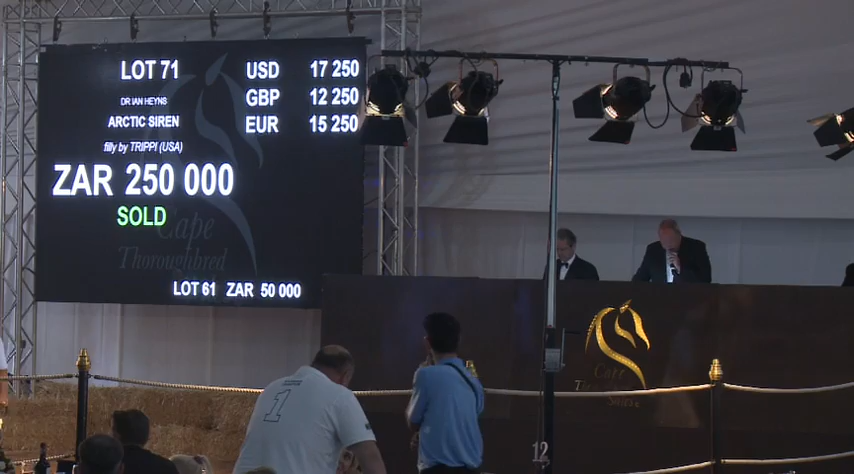 LOT 71
USD 17 250
DR IAN HEYNS
GBP 12 250
ARCTIC SIREN
EUR 15 250
filly by TRIPPI (USA)
ZAR 250 000
SOLD
Cape
Thoroughbred
LOT 61 ZAR 50 000
Cape
1
12